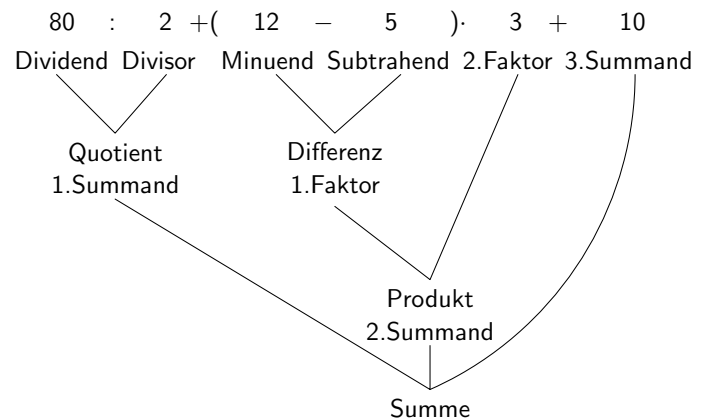 80 : 2 +( 12 − 5 )· 3 + 10
Dividend Divisor Minuend Subtrahend 2.Faktor 3.Summand
Quotient Differenz
1.Summand 1.Faktor
Produkt
2.Summand
Summe